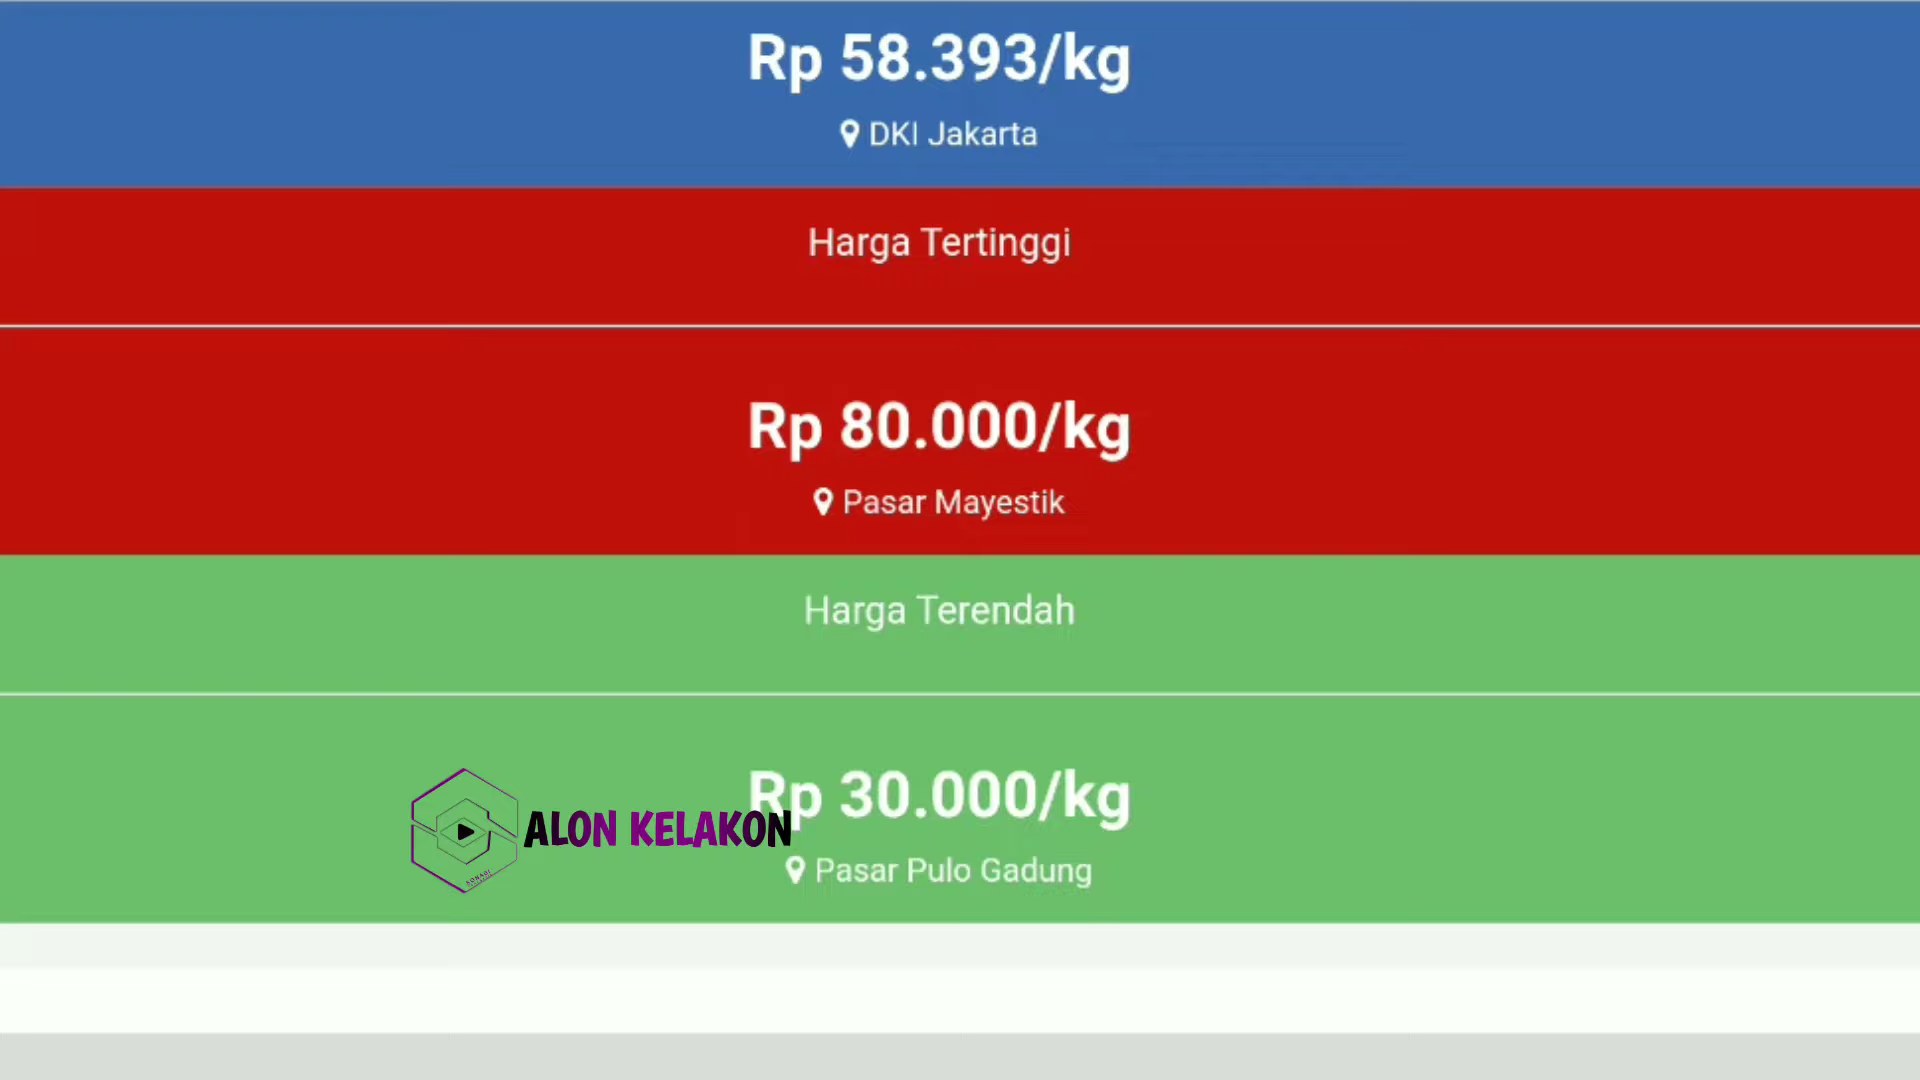 Rp 58.393/kg
DKI Jakarta
Harga Tertinggi
Rp 80.000/kg
Pasar Mayestik
Harga Terendah
Rp 30.000/kg
ALON KELAKON
Pasar Pulo Gadung